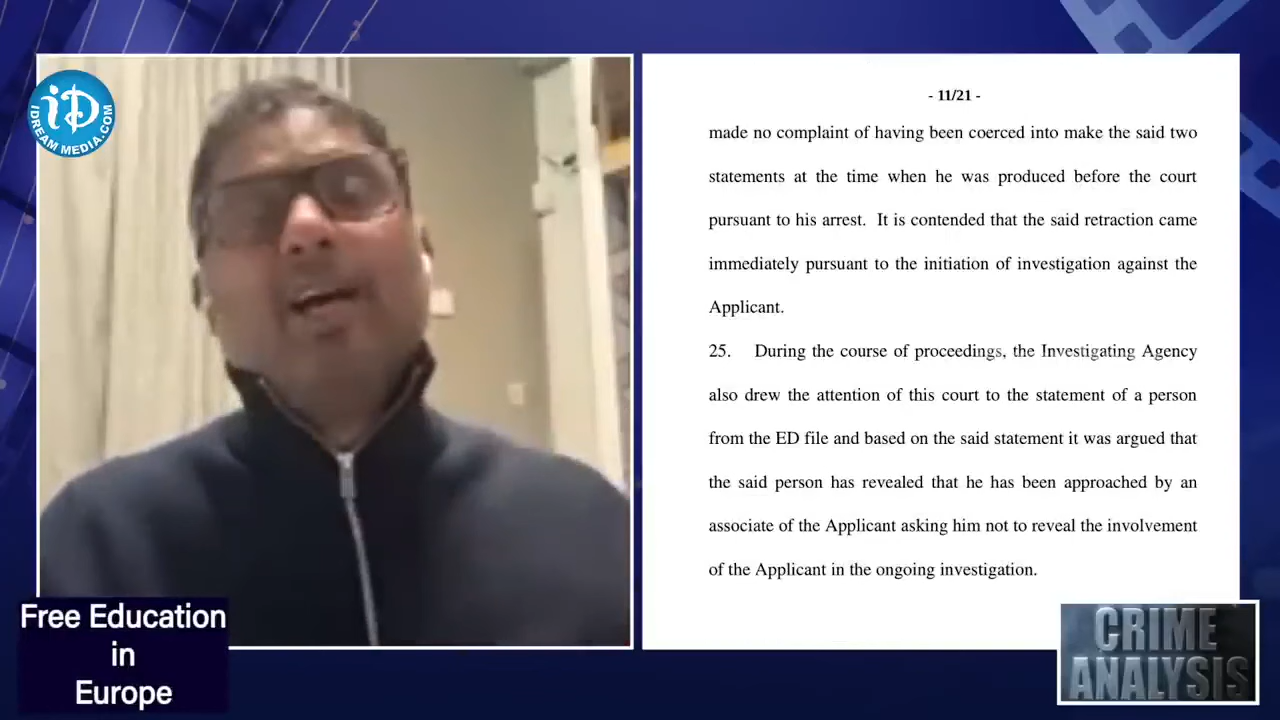 iD
IDREAM MEDIA.COM
- 11/21 -
made no complaint of having been coerced into make the said two
statements at the time when he was produced before the court
pursuant to his arrest. It is contended that the said retraction came
immediately pursuant to the initiation of investigation against the
Applicant.
25. During the course of proceedings, the Investigating Agency
also drew the attention of this court to the statement of a person
from the ED file and based on the said statement it was argued that
the said person has revealed that he has been approached by an
associate of the Applicant asking him not to reveal the involvement
of the Applicant in the ongoing investigation.
Free Education
in
Europe
CRIME
ANALYSIS